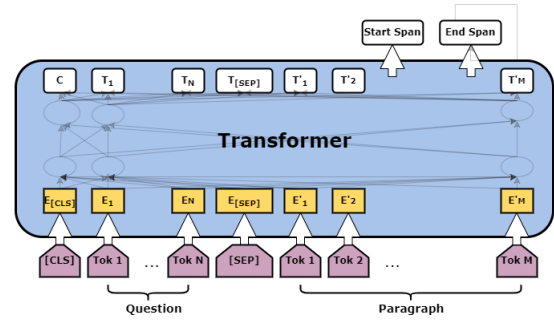 Start Span End Span
C T1 TN T[SEP] T'1 T'2 T'M
Transformer
E[CLS] E1 EN E[SEP] E'1 E'2 E'M
[CLS] Tok 1 ... Tok N [SEP] Tok 1 Tok 2 ... Tok M
Question Paragraph